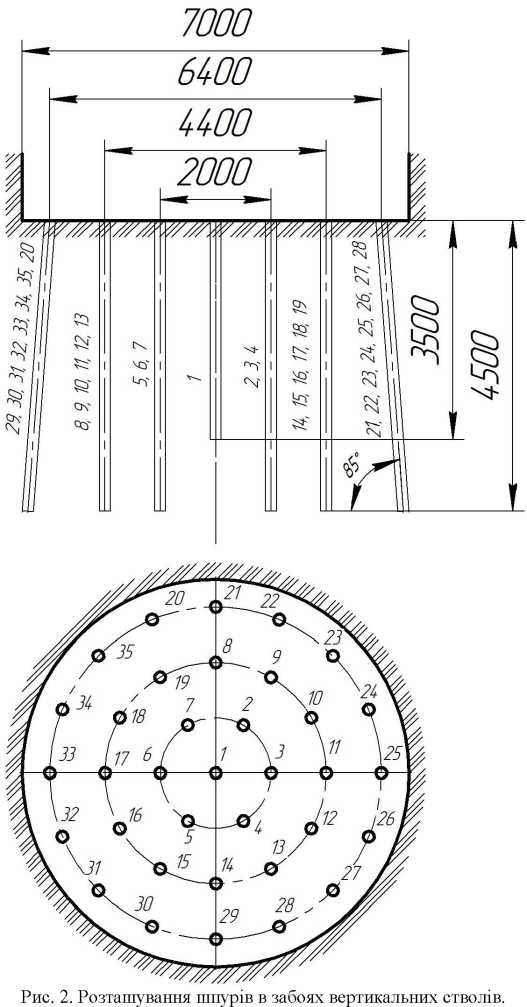 7000
6400
4400
2000
29, 30, 31, 32, 33, 34, 35, 20
8, 9, 10, 11, 12, 13
5, 6, 7
1
2, 3, 4
14, 15, 16, 17, 18, 19
21, 22, 23, 24, 25, 26, 27, 28
3500
4500
85°
20 21 22
23
35 8 9
19
34 18 7 2 10 24
33 17 6 1 3 11 25
32 16 5 4 12 26
15 14 13
31 27
30 29 28
Рис. 2. Розташування шпурів в забоях вертикальних стволів.